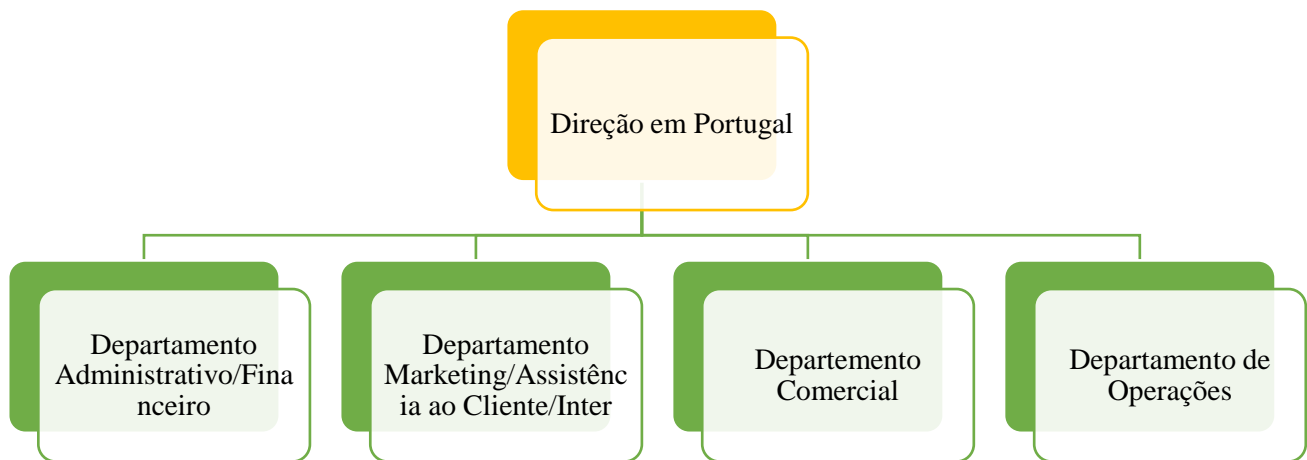 Direção em Portugal
Departamento
Administrativo/Fina
nceiro
Departamento
Marketing/Assistênc
ia ao Cliente/Inter
Departemento
Comercial
Departamento de
Operações